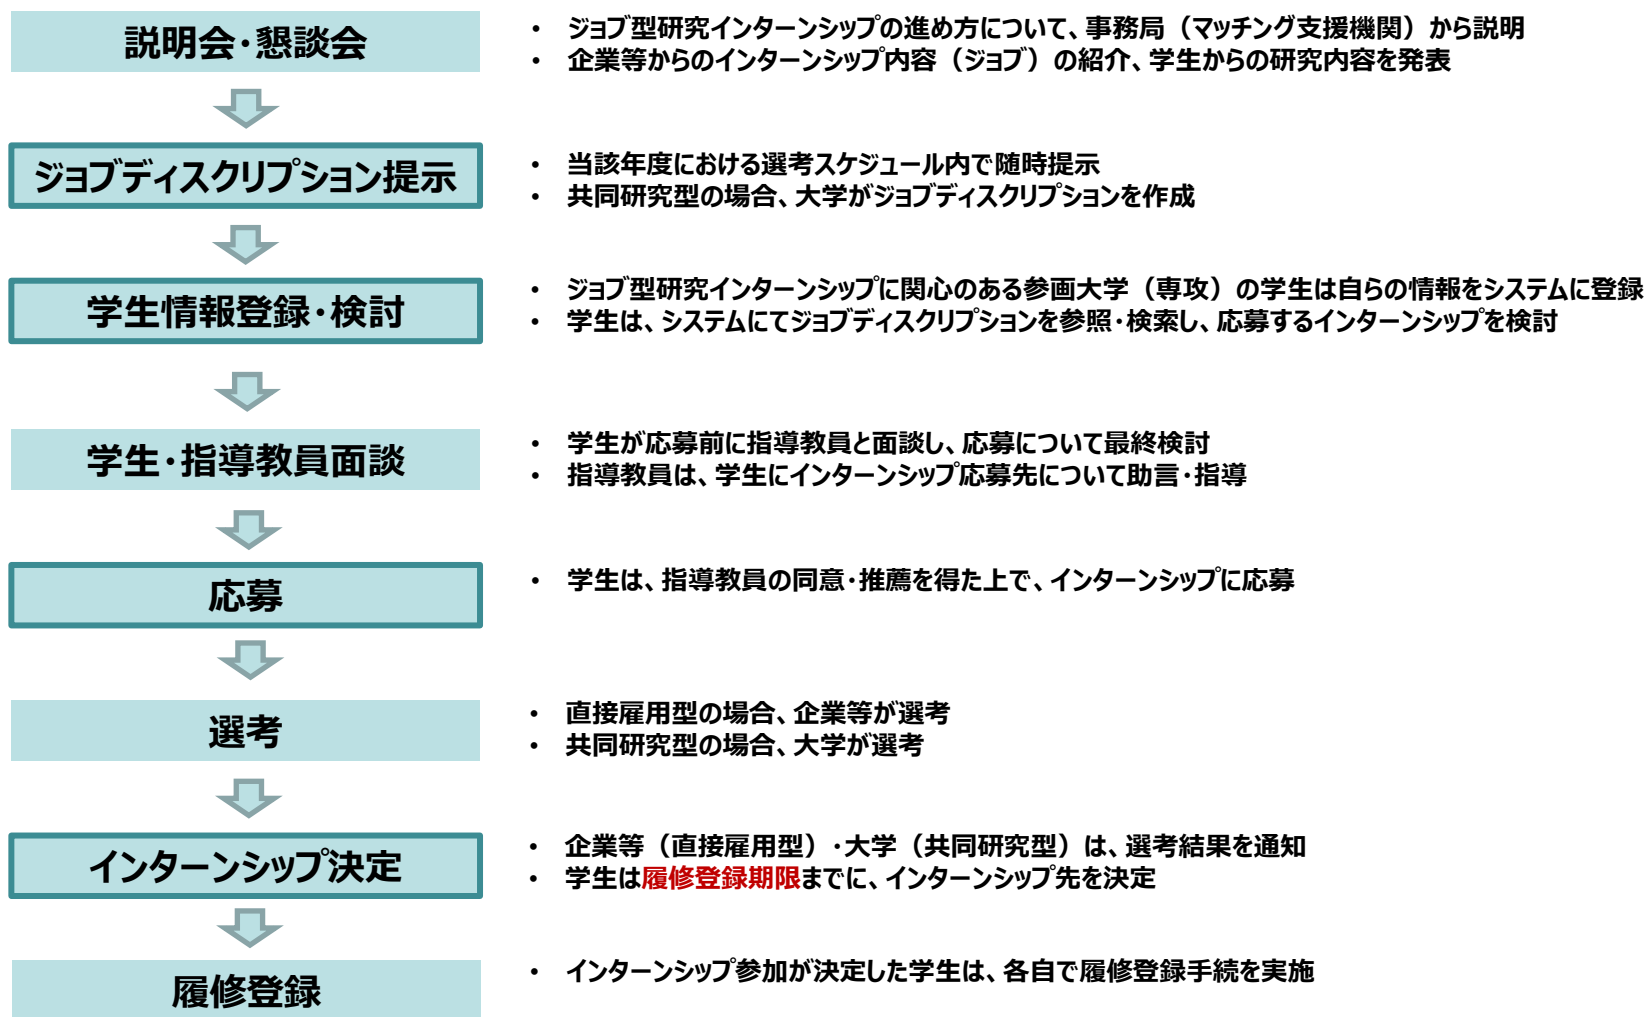 説明会・懇談会
• ジョブ型研究インターンシップの進め方について、事務局（マッチング支援機関）から説明
• 企業等からのインターンシップ内容（ジョブ）の紹介、学生からの研究内容を発表
ジョブディスクリプション提示
• 当該年度における選考スケジュール内で随時提示
• 共同研究型の場合、大学がジョブディスクリプションを作成
学生情報登録・検討
• ジョブ型研究インターンシップに関心のある参画大学（専攻）の学生は自らの情報をシステムに登録
• 学生は、システムにてジョブディスクリプションを参照・検索し、応募するインターンシップを検討
学生・指導教員面談
• 学生が応募前に指導教員と面談し、応募について最終検討
• 指導教員は、学生にインターンシップ応募先について助言・指導
応募
• 学生は、指導教員の同意・推薦を得た上で、インターンシップに応募
選考
• 直接雇用型の場合、企業等が選考
• 共同研究型の場合、大学が選考
インターンシップ決定
• 企業等（直接雇用型）・大学（共同研究型）は、選考結果を通知
• 学生は履修登録期限までに、インターンシップ先を決定
履修登録
• インターンシップ参加が決定した学生は、各自で履修登録手続を実施